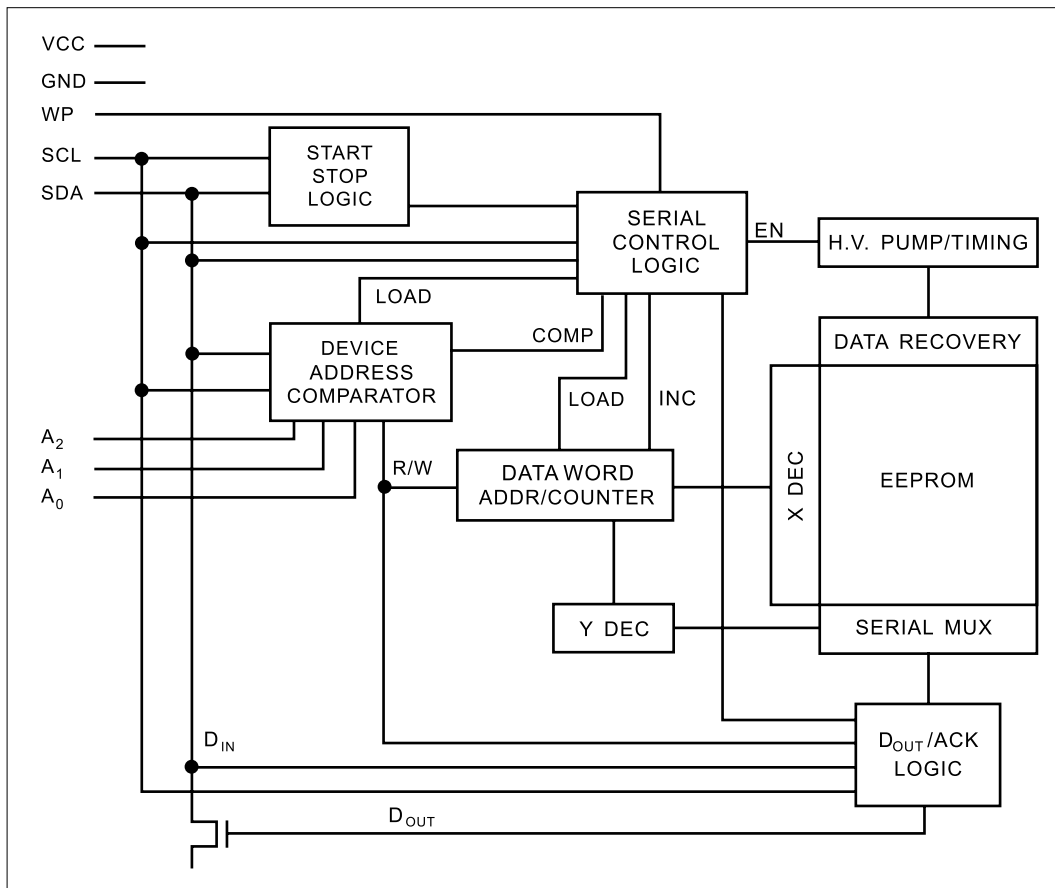 VCC
GND
WP
SCL
SDA
START
STOP
LOGIC
SERIAL
CONTROL
LOGIC
EN
H.V. PUMP/TIMING
LOAD
COMP
DEVICE
ADDRESS
COMPARATOR
LOAD
INC
DATA RECOVERY
A2
A1
A0
R/W
DATA WORD
ADDR/COUNTER
X DEC
EEPROM
Y DEC
SERIAL MUX
DIN
DOUT/ACK
LOGIC
DOUT